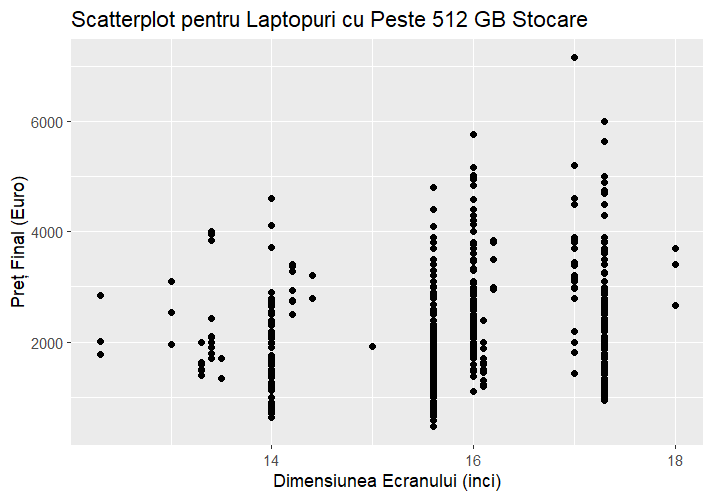 Scatterplot pentru Laptopuri cu Peste 512 GB Stocare
Preț Final (Euro)
6000
4000
2000
14
16
18
Dimensiunea Ecranului (inci)